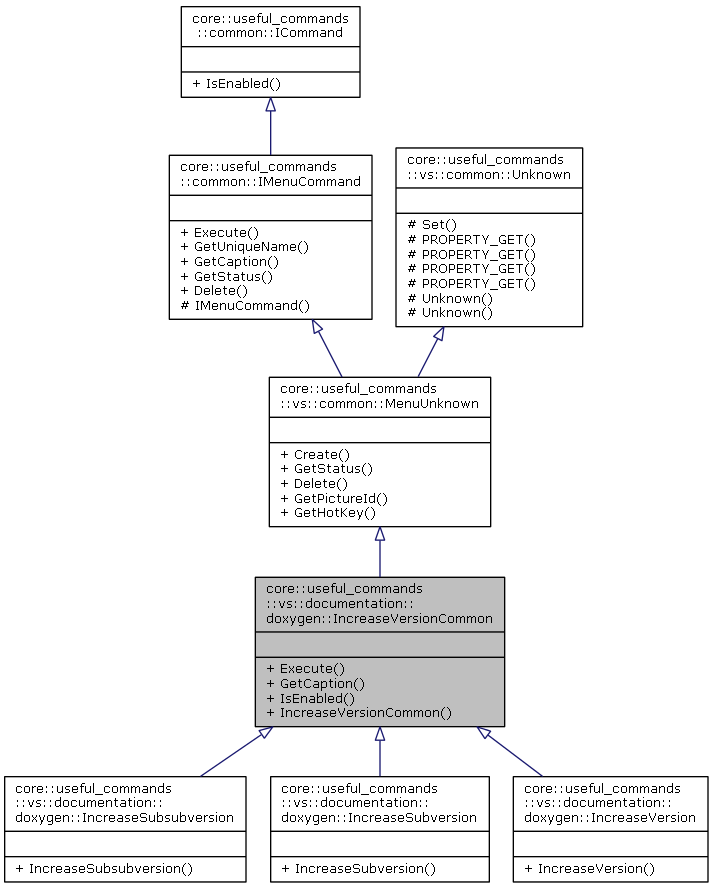 core::useful_commands
::common::ICommand
+ IsEnabled()
core::useful_commands
::common::IMenuCommand
+ Execute()
+ GetUniqueName()
+ GetCaption()
+ GetStatus()
+ Delete()
# IMenuCommand()
core::useful_commands
::vs::common::Unknown
# Set()
# PROPERTY_GET()
# PROPERTY_GET()
# PROPERTY_GET()
# PROPERTY_GET()
# Unknown()
# Unknown()
core::useful_commands
::vs::common::MenuUnknown
+ Create()
+ GetStatus()
+ Delete()
+ GetPictureId()
+ GetHotKey()
core::useful_commands
::vs::documentation::
doxygen::IncreaseVersionCommon
+ Execute()
+ GetCaption()
+ IsEnabled()
+ IncreaseVersionCommon()
core::useful_commands
::vs::documentation::
doxygen::IncreaseSubsubversion
+ IncreaseSubsubversion()
core::useful_commands
::vs::documentation::
doxygen::IncreaseSubversion
+ IncreaseSubversion()
core::useful_commands
::vs::documentation::
doxygen::IncreaseVersion
+ IncreaseVersion()